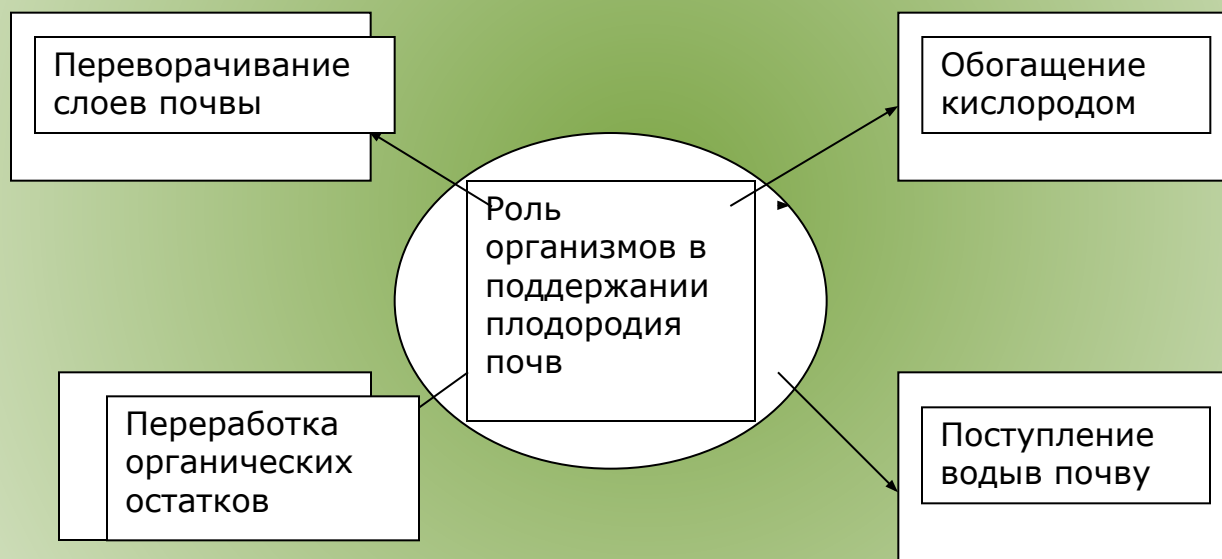 Переворачивание
слоев почвы
Обогащение
кислородом
Роль
организмов в
поддержании
плодородия
почв
Переработка
органических
остатков
Поступление
водыв почву